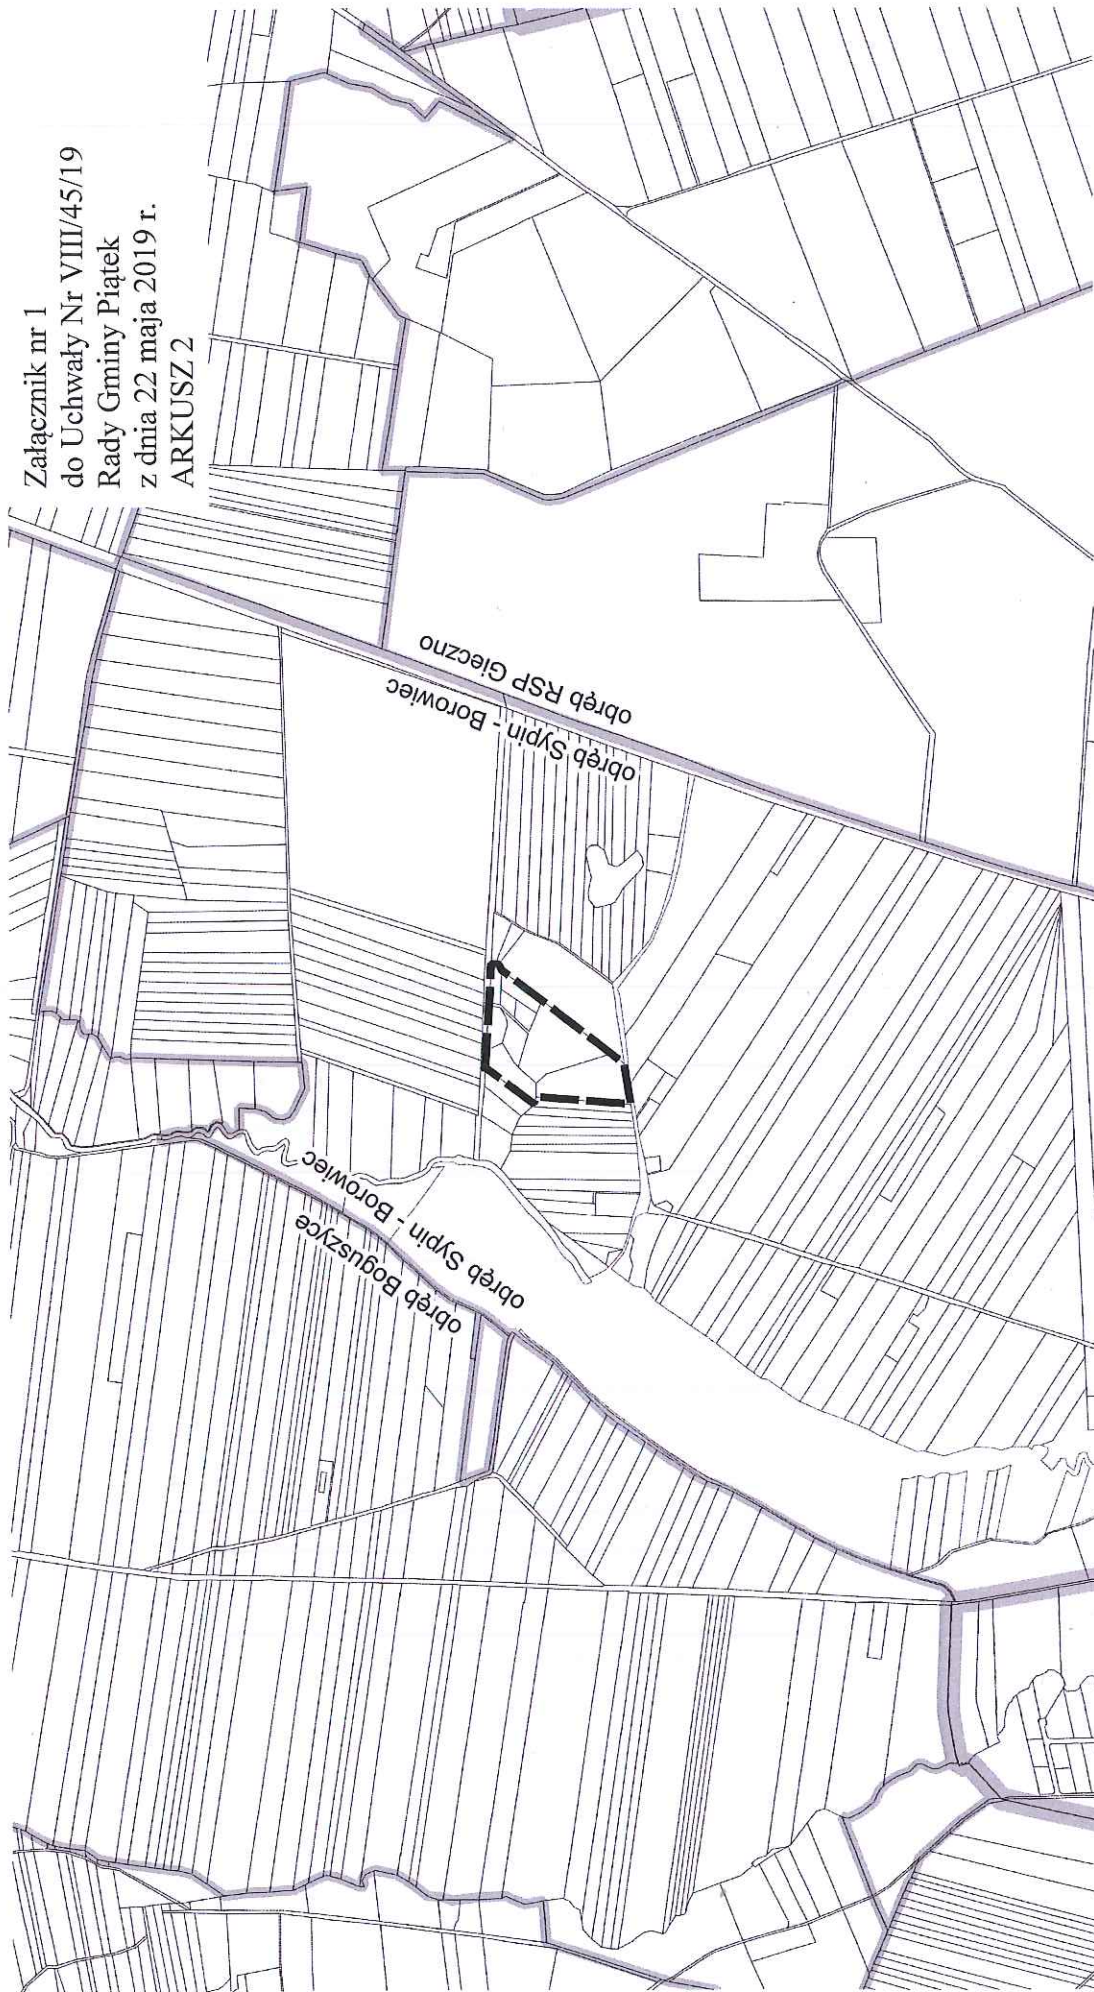 Załącznik nr 1
do Uchwały Nr VIII/45/19
Rady Gminy Piątek
z dnia 22 maja 2019 r.
ARKUSZ 2
obręb RSP Gieczno
obręb Sypin - Borowiec
obręb Sypin - Borowiec
obręb Boguszyce